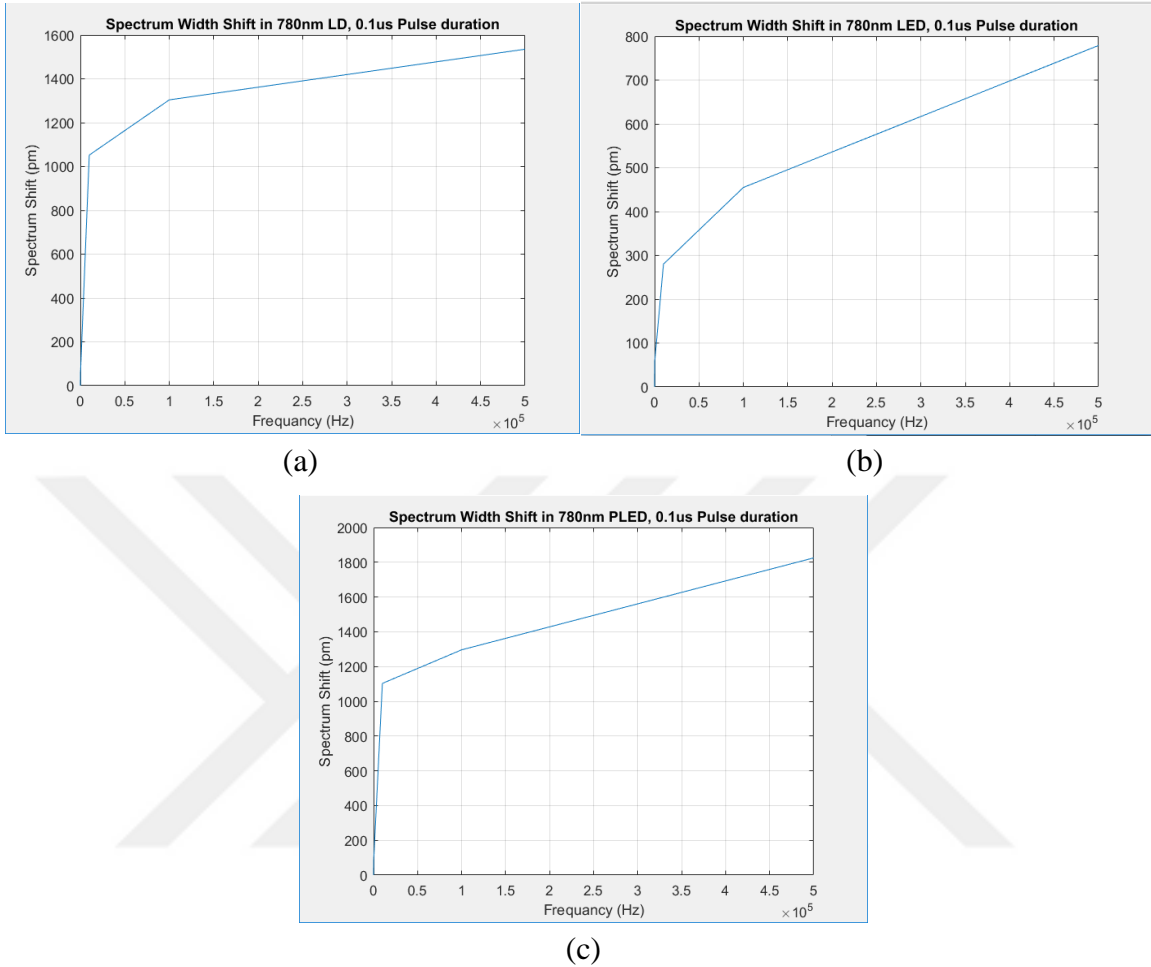 Spectrum Width Shift in 780nm LD, 0.1us Pulse duration
1600
1400
1200
1000
800
600
400
200
0
Spectrum Shift (pm)
0 0.5 1 1.5 2 2.5 3 3.5 4 4.5 5
Frequancy (Hz)
×10^5
(a)
Spectrum Width Shift in 780nm LED, 0.1us Pulse duration
800
700
600
500
400
300
200
100
0
Spectrum Shift (pm)
0 0.5 1 1.5 2 2.5 3 3.5 4 4.5 5
Frequancy (Hz)
×10^5
(b)
Spectrum Width Shift in 780nm PLED, 0.1us Pulse duration
2000
1800
1600
1400
1200
1000
800
600
400
200
0
Spectrum Shift (pm)
0 0.5 1 1.5 2 2.5 3 3.5 4 4.5 5
Frequancy (Hz)
×10^5
(c)